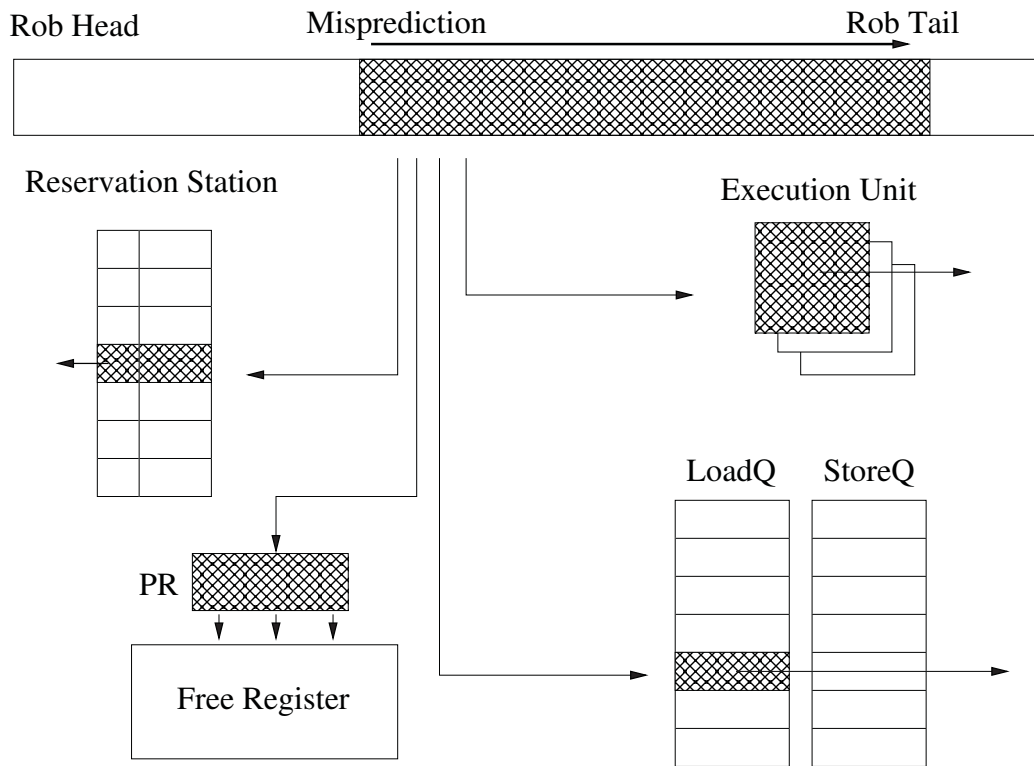 Rob Head
Misprediction
Rob Tail
Reservation Station
Execution Unit
LoadQ
StoreQ
PR
Free Register